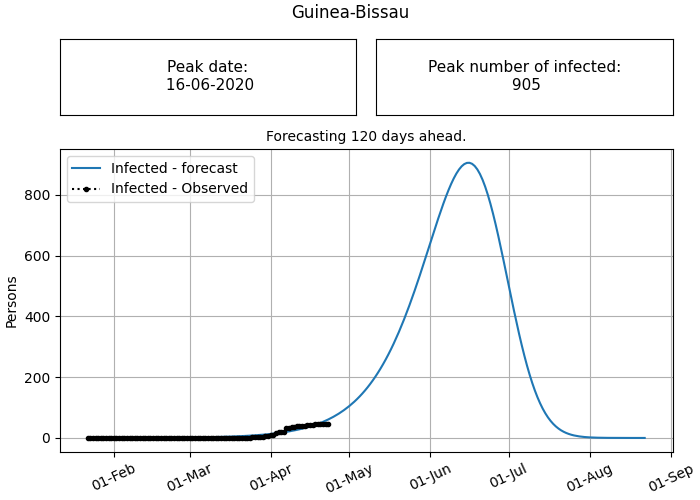 Guinea-Bissau
Peak date:
16-06-2020
Peak number of infected:
905
Forecasting 120 days ahead.
Infected - forecast
Infected - Observed
Persons
800
600
400
200
0
01-Feb
01-Mar
01-Apr
01-May
01-Jun
01-Jul
01-Aug
01-Sep